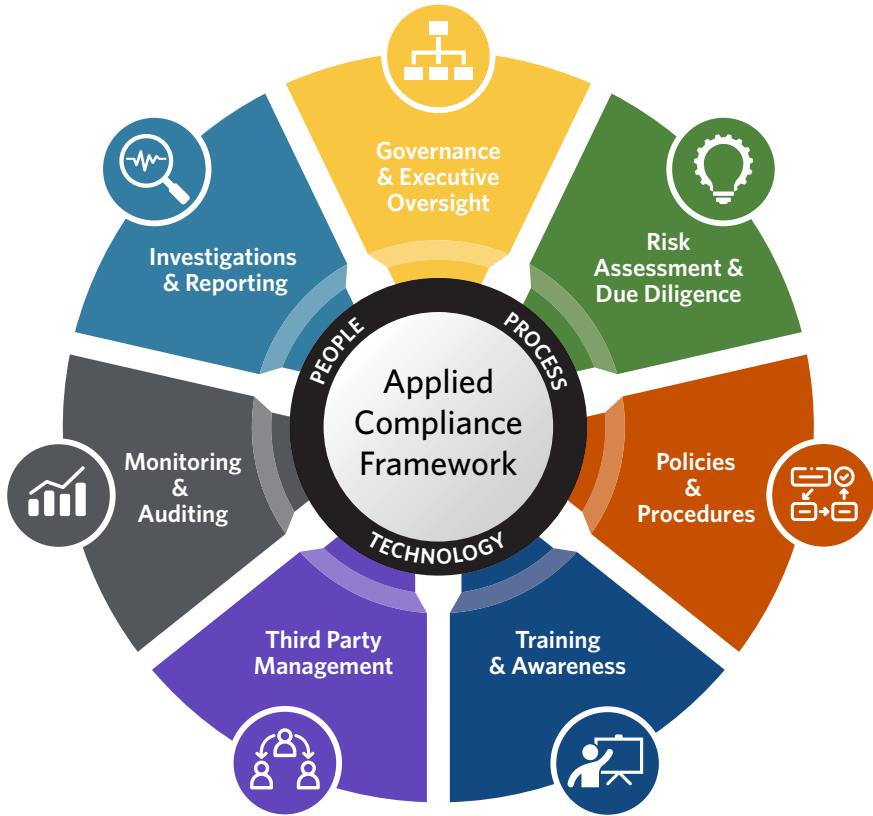 Governance
& Executive
Oversight
Risk
Assessment &
Due Diligence
Policies
&
Procedures
Training
& Awareness
Third Party
Management
Monitoring
&
Auditing
Investigations
& Reporting
PEOPLE
PROCESS
TECHNOLOGY
Applied
Compliance
Framework